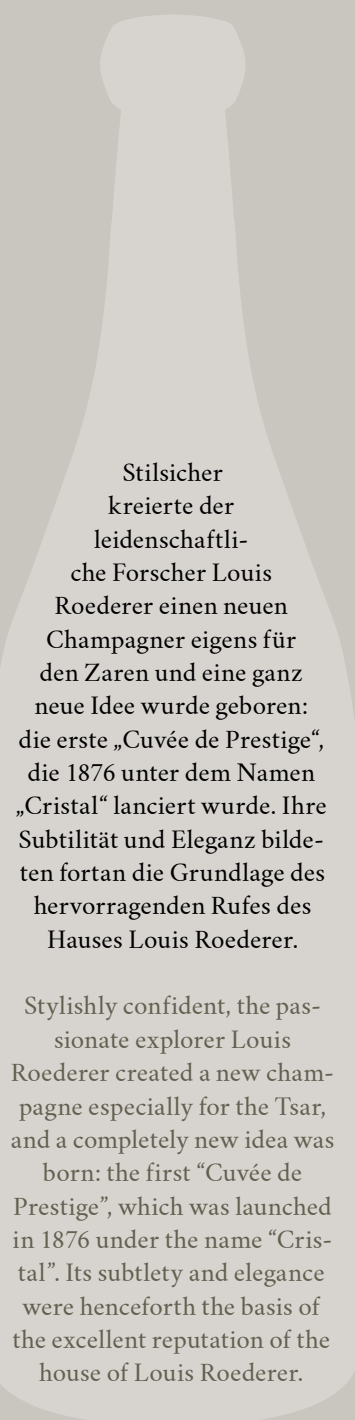 Stilsicher
kreierte der
leidenschaftli-
che Forscher Louis
Roederer einen neuen
Champagner eigens für
den Zaren und eine ganz
neue Idee wurde geboren:
die erste „Cuvée de Prestige“,
die 1876 unter dem Namen
„Cristal“ lanciert wurde. Ihre
Subtilität und Eleganz bilde-
ten fortan die Grundlage des
hervorragenden Rufes des
Hauses Louis Roederer.
Stylishly confident, the pas-
sionate explorer Louis
Roederer created a new cham-
pagne especially for the Tsar,
and a completely new idea was
born: the first “Cuvée de
Prestige”, which was launched
in 1876 under the name “Cris-
tal”. Its subtlety and elegance
were henceforth the basis of
the excellent reputation of the
house of Louis Roederer.